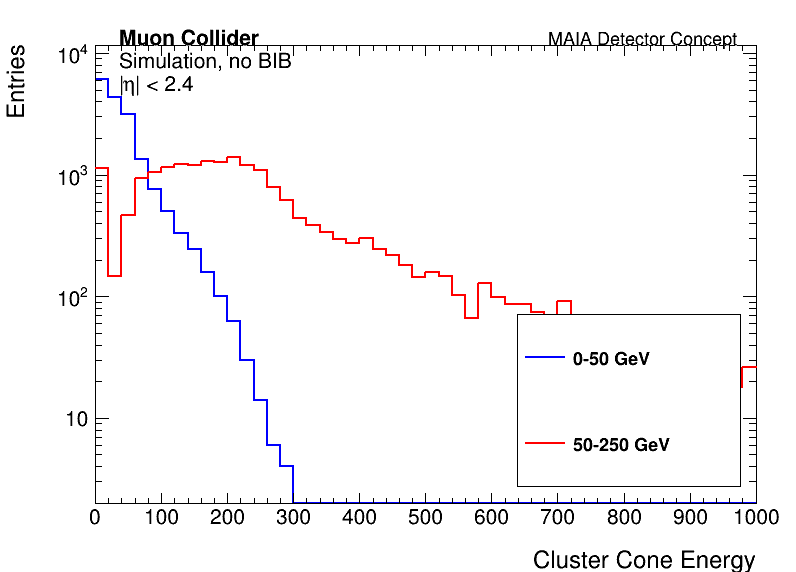 Muon Collider
MAIA Detector Concept
Simulation, no BIB
|η| < 2.4
Entries
10⁴
10³
10²
10
0-50 GeV
50-250 GeV
0 100 200 300 400 500 600 700 800 900 1000
Cluster Cone Energy